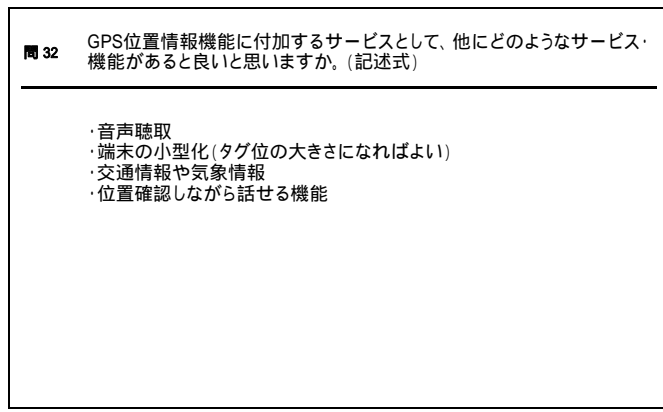 問32
GPS位置情報機能に付加するサービスとして、他にどのようなサービス・
機能があると良いと思いますか。(記述式)
・音声聴取
・端末の小型化(タグ位の大きさになればよい)
・交通情報や気象情報
・位置確認しながら話せる機能